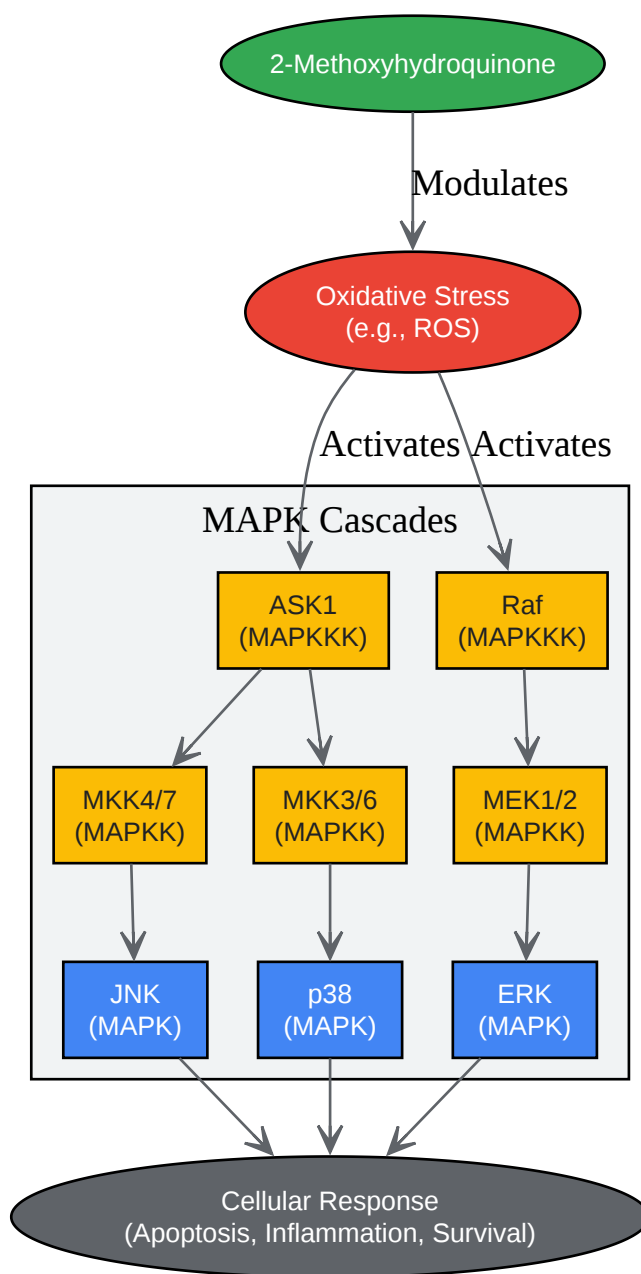 2-Methoxyhydroquinone
Modulates
Oxidative Stress
(e.g., ROS)
Activates
Activates
MAPK Cascades
ASK1
(MAPKKK)
Raf
(MAPKKK)
MKK4/7
(MAPKK)
MKK3/6
(MAPKK)
MEK1/2
(MAPKK)
JNK
(MAPK)
p38
(MAPK)
ERK
(MAPK)
Cellular Response
(Apoptosis, Inflammation, Survival)